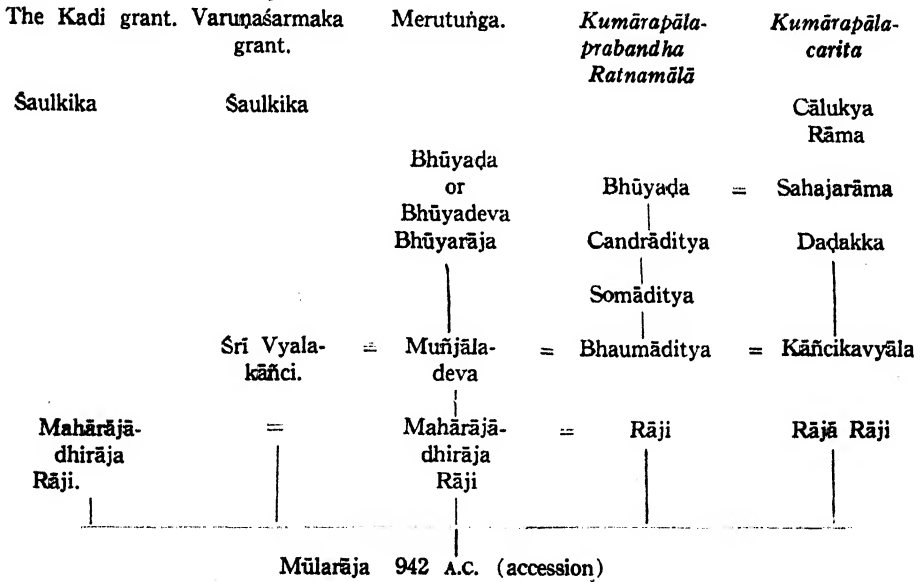 The Kadi grant. Varuṇaśarmaka Merutuṅga. Kumārapāla- Kumārapāla-
grant. prabandha carita
Ratnamālā
Śaulkika Śaulkika Cālukya
Rāma
Bhūyaḍa
or Bhūyaḍa = Sahajarāma
Bhūyadeva
Bhūyarāja Candrāditya Daḍakka
Somāditya
Śrī Vyala- = Muñjāla- = Bhaumāditya = Kāñcikavyāla
kāñci. deva
Mahārājā- = Mahārājā- = Rāji Rājā Rāji
dhirāja dhirāja
Rāji. Rāji
Mūlarāja 942 A.C. (accession)